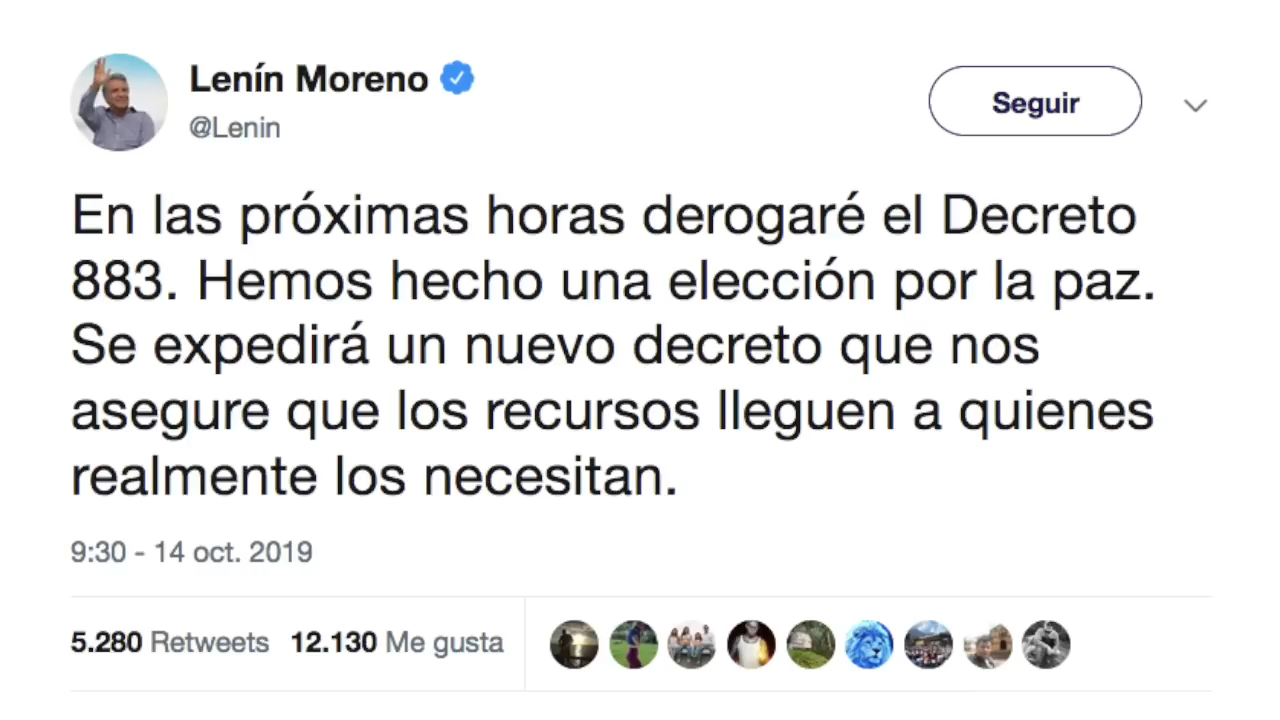 Lenín Moreno
@Lenin
Seguir
En las próximas horas derogaré el Decreto
883. Hemos hecho una elección por la paz.
Se expedirá un nuevo decreto que nos
asegure que los recursos lleguen a quienes
realmente los necesitan.
9:30 - 14 oct. 2019
5.280 Retweets 12.130 Me gusta